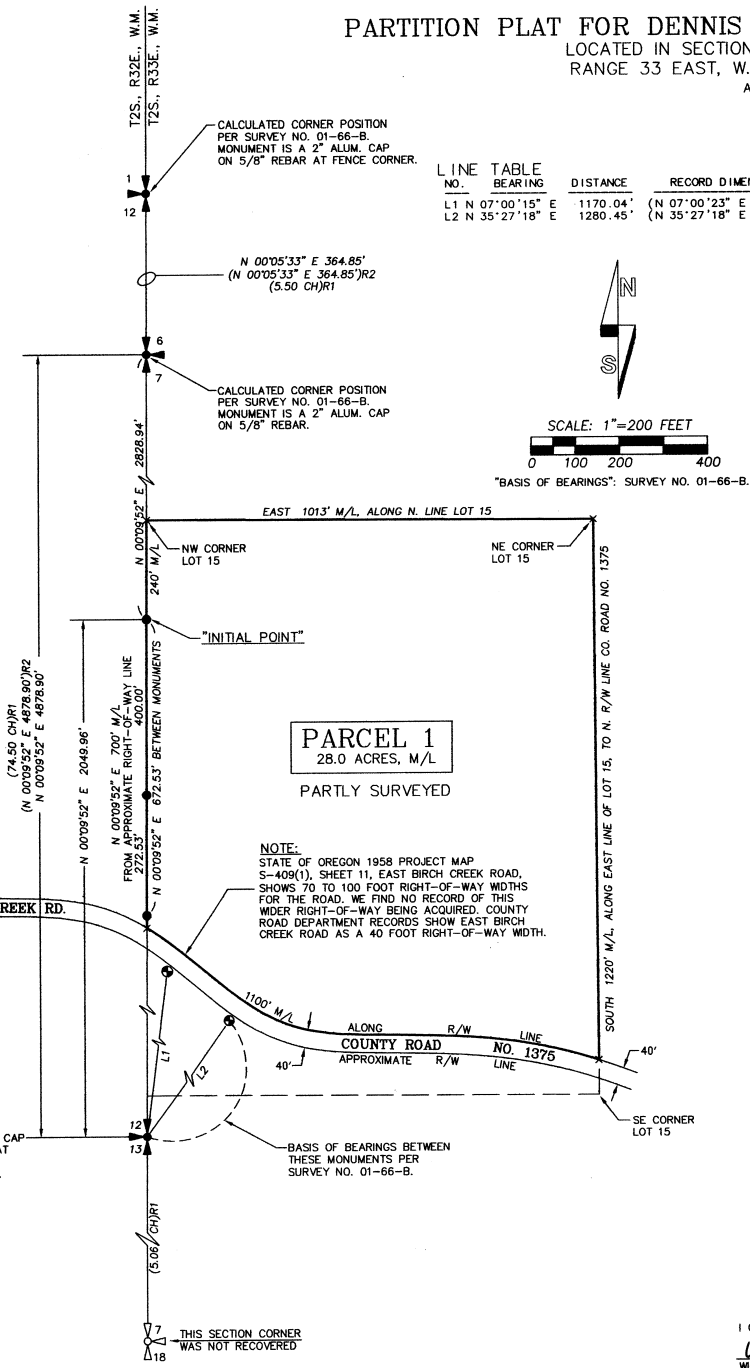 PARTITION PLAT FOR DENNIS
LOCATED IN SECTION
RANGE 33 EAST, W.
T2S., R32E., W.M.
T2S., R33E., W.M.
CALCULATED CORNER POSITION
PER SURVEY NO. 01-66-B.
MONUMENT IS A 2" ALUM. CAP
ON 5/8" REBAR AT FENCE CORNER.
LINE TABLE
NO. BEARING DISTANCE RECORD DIMEN
L1 N 07°00'15" E 1170.04' (N 07°00'23" E
L2 N 35°27'18" E 1280.45' (N 35°27'18" E
1
12
N 00°05'33" E 364.85'
(N 00°05'33" E 364.85')R2
(5.50 CH)R1
N
S
6
7
CALCULATED CORNER POSITION
PER SURVEY NO. 01-66-B.
MONUMENT IS A 2" ALUM. CAP
ON 5/8" REBAR.
SCALE: 1"=200 FEET
0 100 200 400
"BASIS OF BEARINGS": SURVEY NO. 01-66-B.
N 00°09'52" E 2828.94'
EAST 1013' M/L, ALONG N. LINE LOT 15
NW CORNER
LOT 15
NE CORNER
LOT 15
240' M/L
"INITIAL POINT"
(74.50 CH)R1
(N 00°09'52" E 4878.90')R2
N 00°09'52" E 4878.90'
N 00°09'52" E 2049.96'
N 00°09'52" E 700' M/L
FROM APPROXIMATE RIGHT-OF-WAY LINE
272.53' 400.00'
N 00°09'52" E 672.53' BETWEEN MONUMENTS
PARCEL 1
28.0 ACRES, M/L
PARTLY SURVEYED
SOUTH 1220' M/L, ALONG EAST LINE OF LOT 15, TO N. R/W LINE CO. ROAD NO. 1375
NOTE:
STATE OF OREGON 1958 PROJECT MAP
S-409(1), SHEET 11, EAST BIRCH CREEK ROAD,
SHOWS 70 TO 100 FOOT RIGHT-OF-WAY WIDTHS
FOR THE ROAD. WE FIND NO RECORD OF THIS
WIDER RIGHT-OF-WAY BEING ACQUIRED. COUNTY
ROAD DEPARTMENT RECORDS SHOW EAST BIRCH
CREEK ROAD AS A 40 FOOT RIGHT-OF-WAY WIDTH.
REEK RD.
1100' M/L
ALONG R/W LINE
COUNTY ROAD NO. 1375
APPROXIMATE R/W LINE
40'
40'
L1
L2
SE CORNER
LOT 15
12
13
CAP
AT
BASIS OF BEARINGS BETWEEN
THESE MONUMENTS PER
SURVEY NO. 01-66-B.
(5.06 CH)R1
7
18
THIS SECTION CORNER
WAS NOT RECOVERED